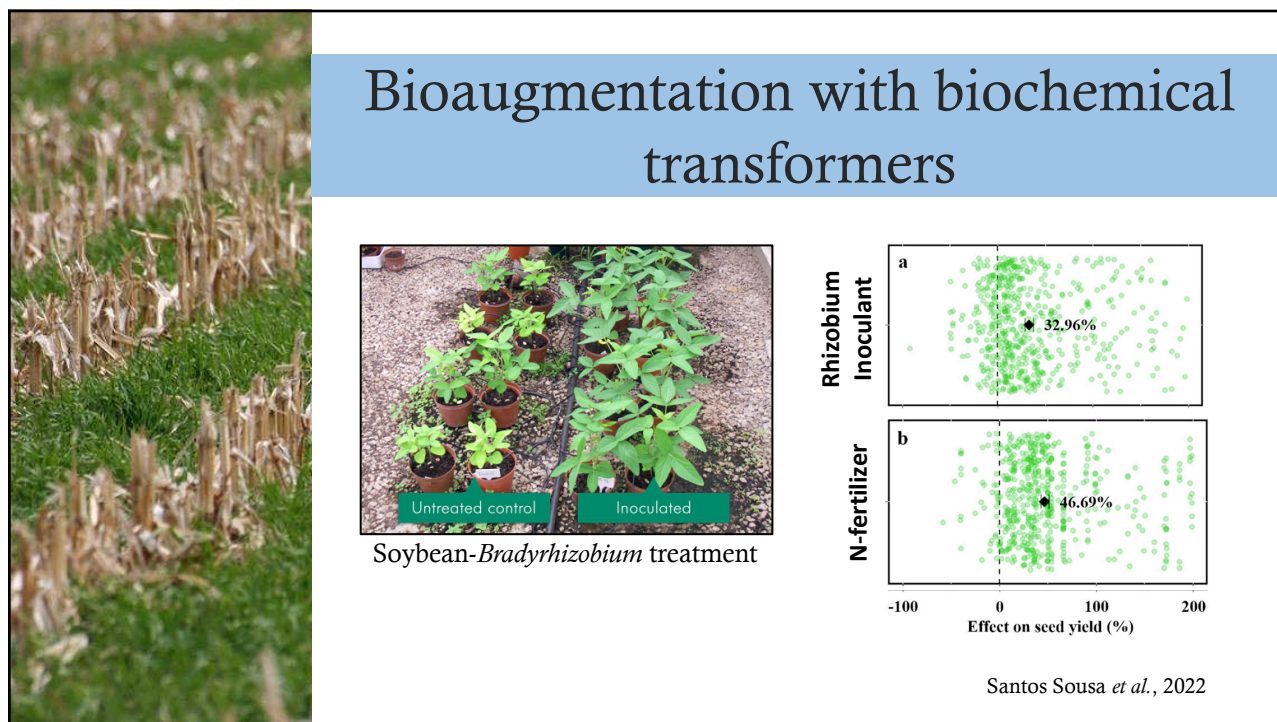 Bioaugmentation with biochemical
transformers
Untreated control
Inoculated
Soybean-Bradyrhizobium treatment
Rhizobium
Inoculant
a
32.96%
N-fertilizer
b
46.69%
-100 0 100 200
Effect on seed yield (%)
Santos Sousa et al., 2022